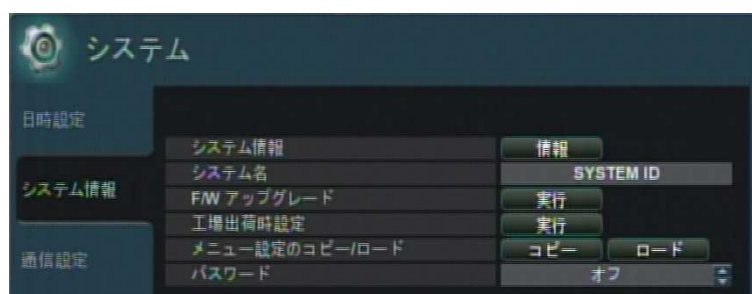 システム
日時設定
システム情報 情報
システム名 SYSTEM ID
システム情報
F/W アップグレード 実行
工場出荷時設定 実行
メニュー設定のコピー/ロード コピー ロード
通信設定
パスワード オフ